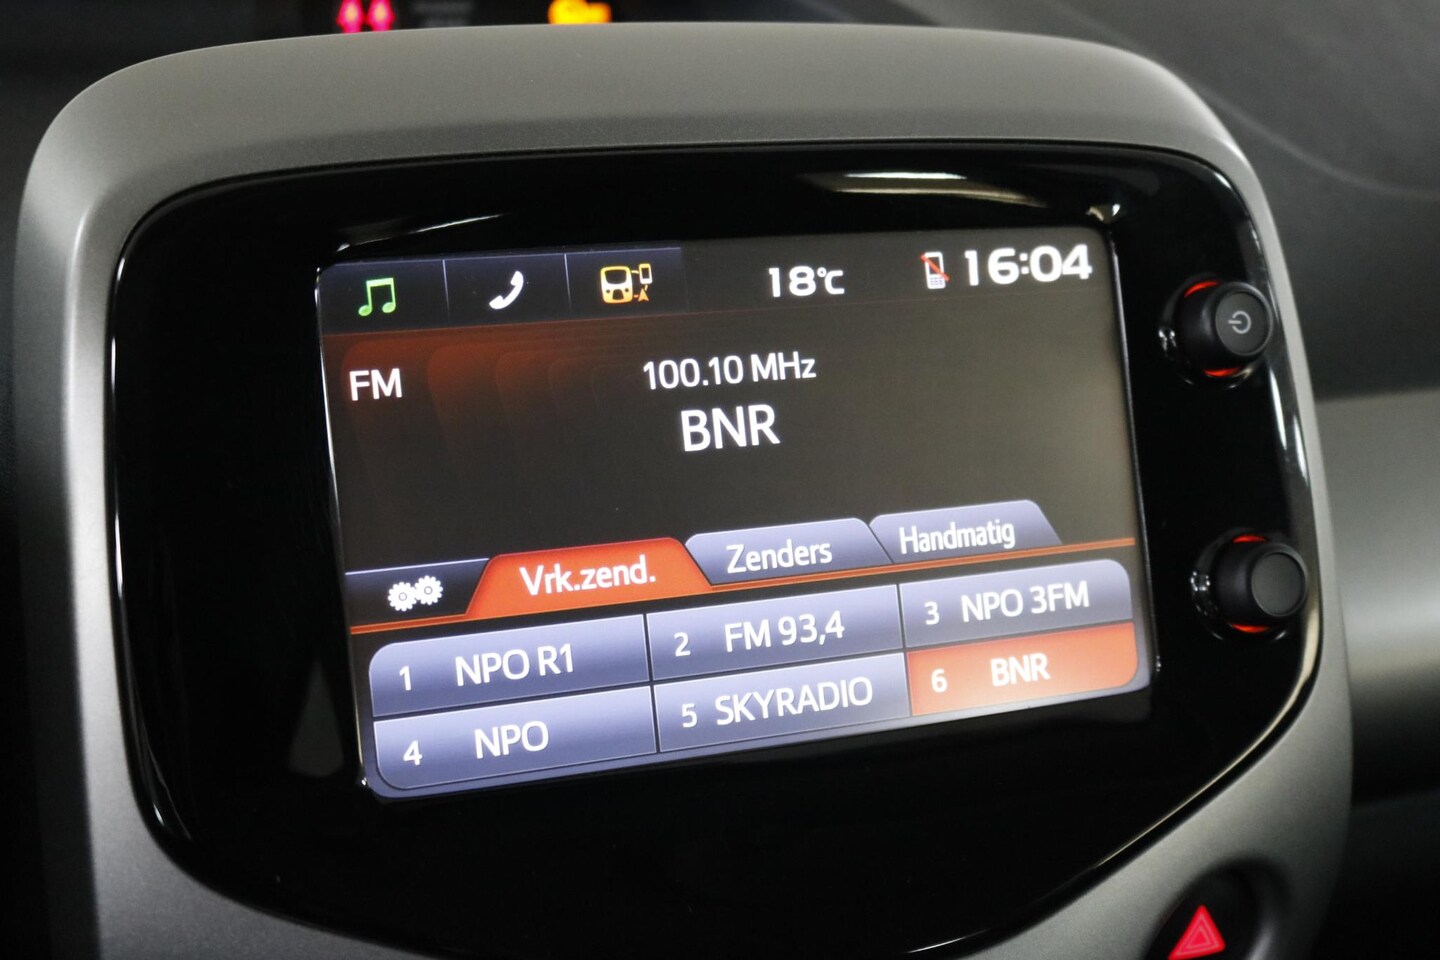 18°C 16:04
FM
100.10 MHz
BNR
Vrk.zend. Zenders Handmatig
1 NPO R1 2 FM 93,4 3 NPO 3FM
4 NPO 5 SKYRADIO 6 BNR